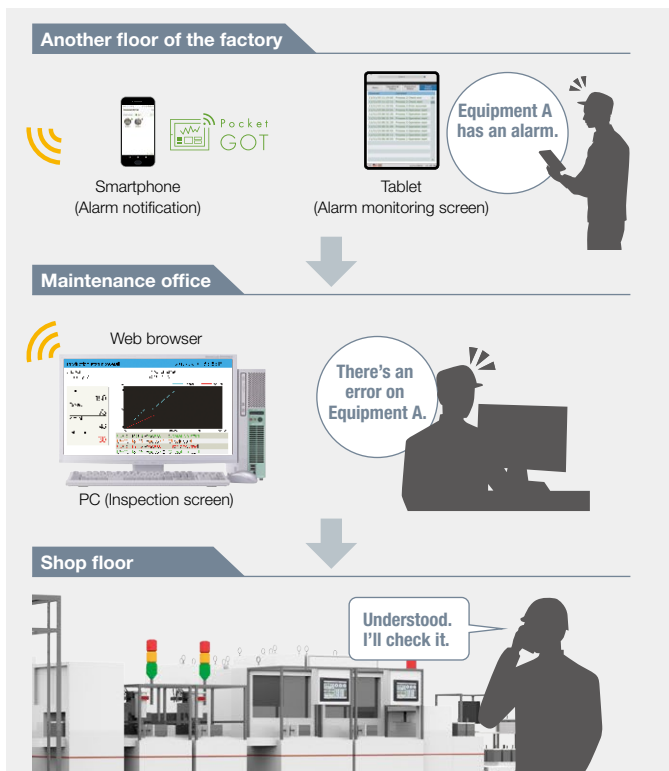 Another floor of the factory
Pocket
GOT
Equipment A
has an alarm.
Smartphone
(Alarm notification)
Tablet
(Alarm monitoring screen)
Maintenance office
Web browser
There's an
error on
Equipment A.
PC (Inspection screen)
Shop floor
Understood.
I'll check it.